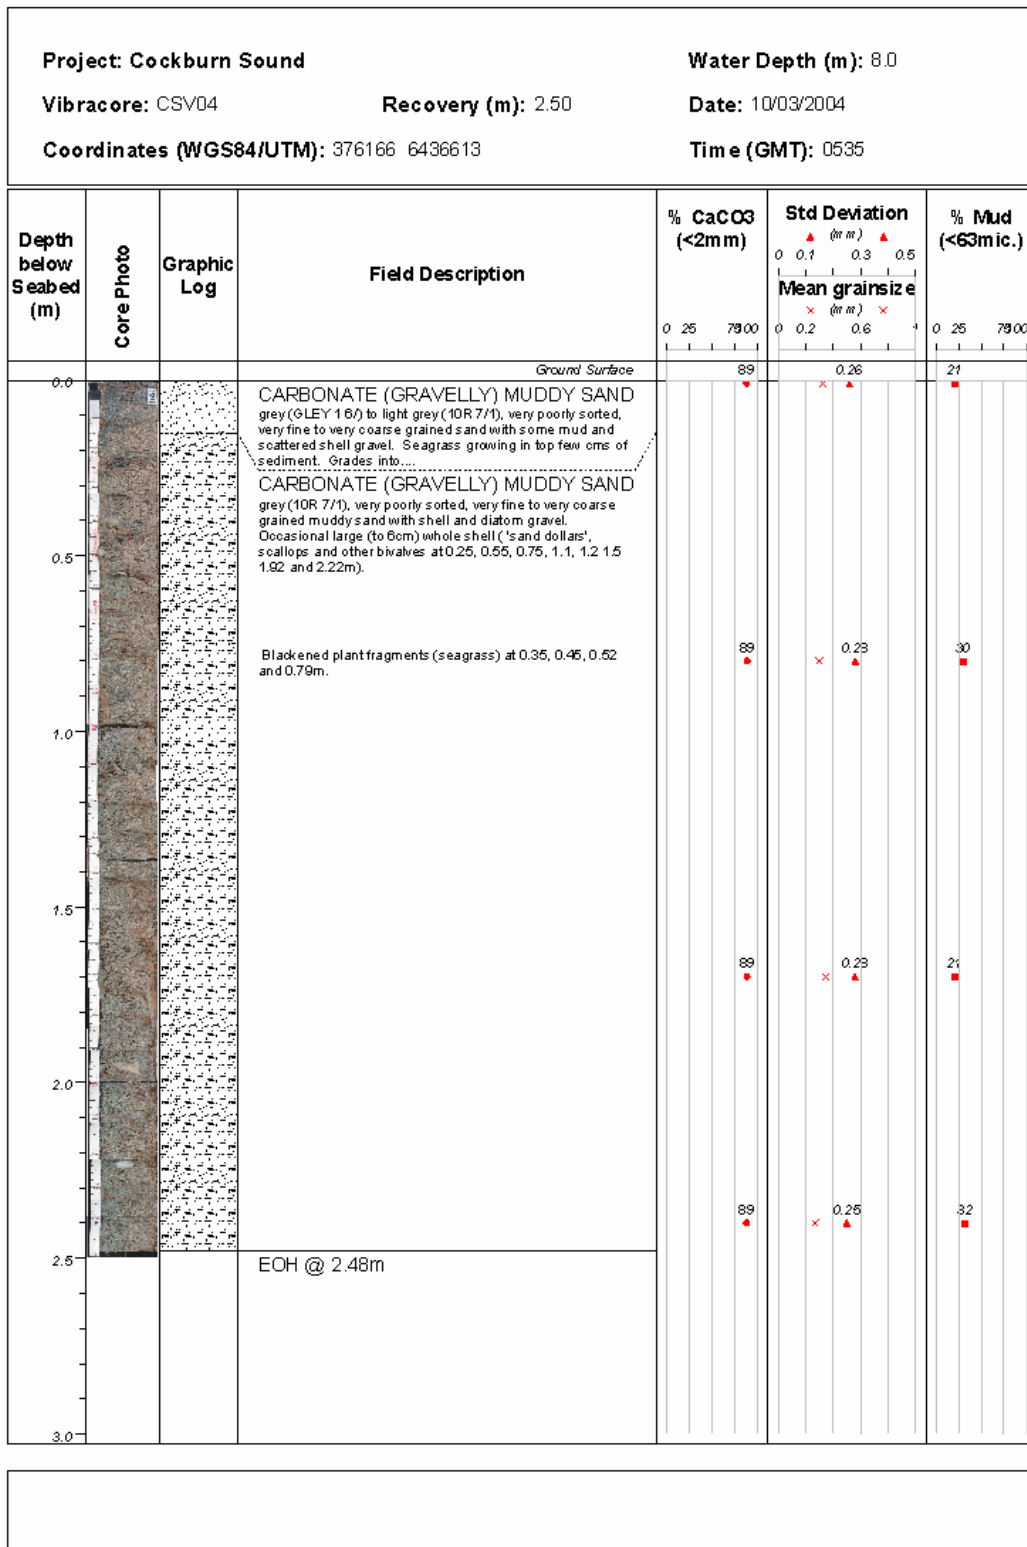 Project: Cockburn Sound
Water Depth (m): 8.0
Vibracore: CSV04
Recovery (m): 2.50
Date: 10/03/2004
Coordinates (WGS84/UTM): 376166 6436613
Time (GMT): 0535
Depth below Seabed (m)
Core Photo
Graphic Log
Field Description
% CaCO3 (<2mm)
0 25 75 100
Std Deviation
(mm)
0 0.1 0.3 0.5
Mean grainsize
(mm)
0 0.2 0.6 1
% Mud (<63mic.)
0 25 75 100
Ground Surface
0.0
89
0.26
21
CARBONATE (GRAVELLY) MUDDY SAND
grey (GLEY 1 6/) to light grey (10R 7/1), very poorly sorted,
very fine to very coarse grained sand with some mud and
scattered shell gravel. Seagrass growing in top few cms of
sediment. Grades into....
CARBONATE (GRAVELLY) MUDDY SAND
grey (10R 7/1), very poorly sorted, very fine to very coarse
grained muddy sand with shell and diatom gravel.
Occasional large (to 6cm) whole shell ( 'sand dollars',
scallops and other bivalves at 0.25, 0.55, 0.75, 1.1, 1.2 1.5
1.92 and 2.22m).
0.5
Blackened plant fragments (seagrass) at 0.35, 0.45, 0.52
and 0.79m.
89
0.28
30
1.0
1.5
89
0.28
21
2.0
89
0.25
32
2.5
EOH @ 2.48m
3.0